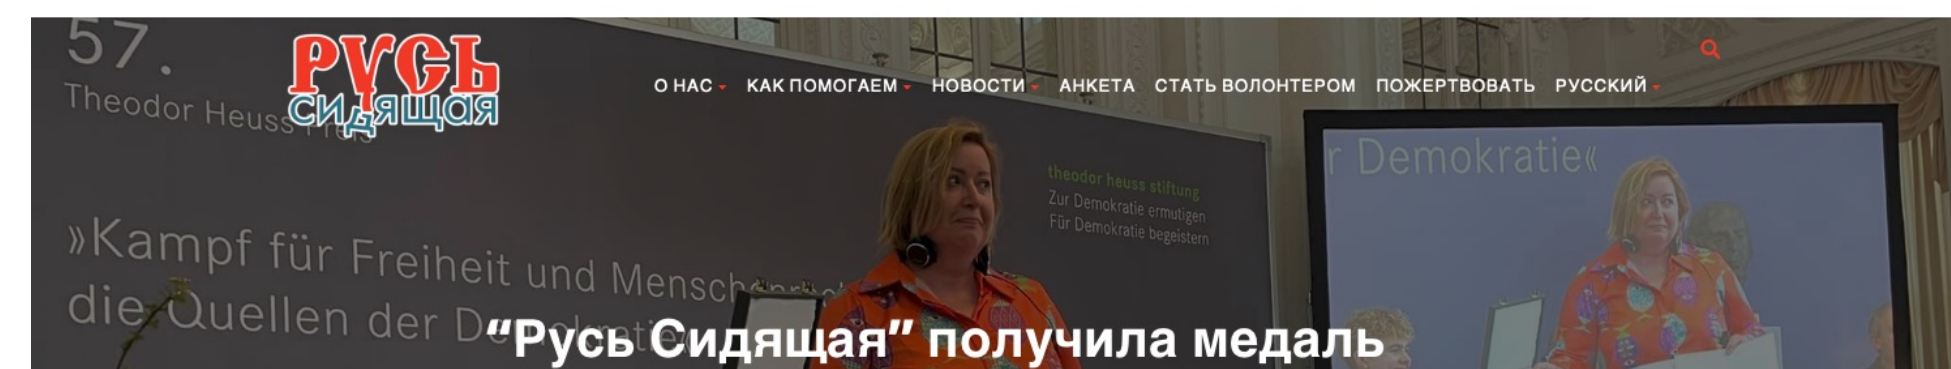 57.
Theodor Heuss Preis
РУСЬ
СИДЯЩАЯ
О НАС
КАК ПОМОГАЕМ
НОВОСТИ
АНКЕТА
СТАТЬ ВОЛОНТЕРОМ
ПОЖЕРТВОВАТЬ
РУССКИЙ
r Demokratie«
theodor heuss stiftung
Zur Demokratie ermutigen
Für Demokratie begeistern
»Kampf für Freiheit und
die Quellen der
“Русь Сидящая” получила медаль